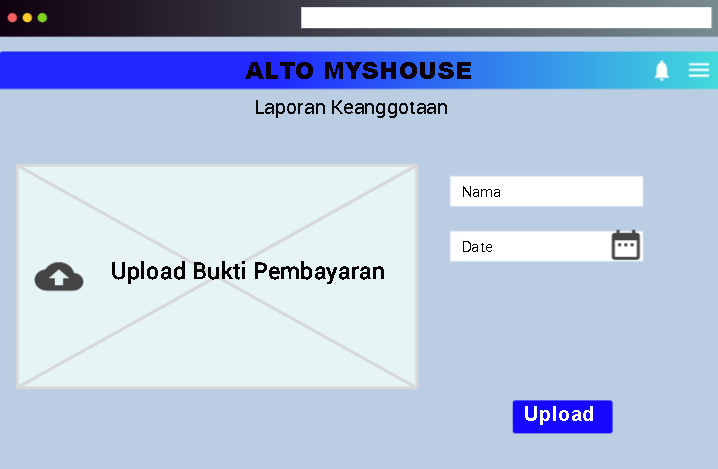 ALTO MYSHOUSE
Laporan Keanggotaan
Nama
Upload Bukti Pembayaran
Date
Upload